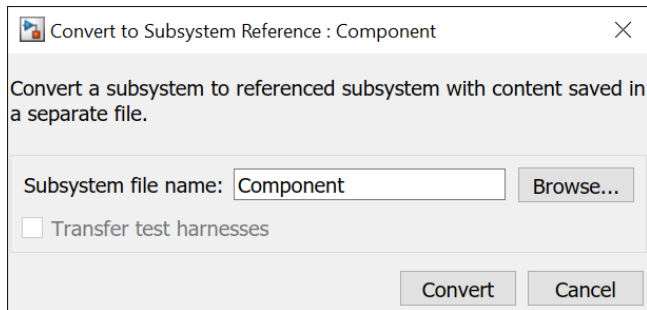 Convert to Subsystem Reference : Component
Convert a subsystem to referenced subsystem with content saved in
a separate file.
Subsystem file name: Component Browse...
Transfer test harnesses
Convert Cancel